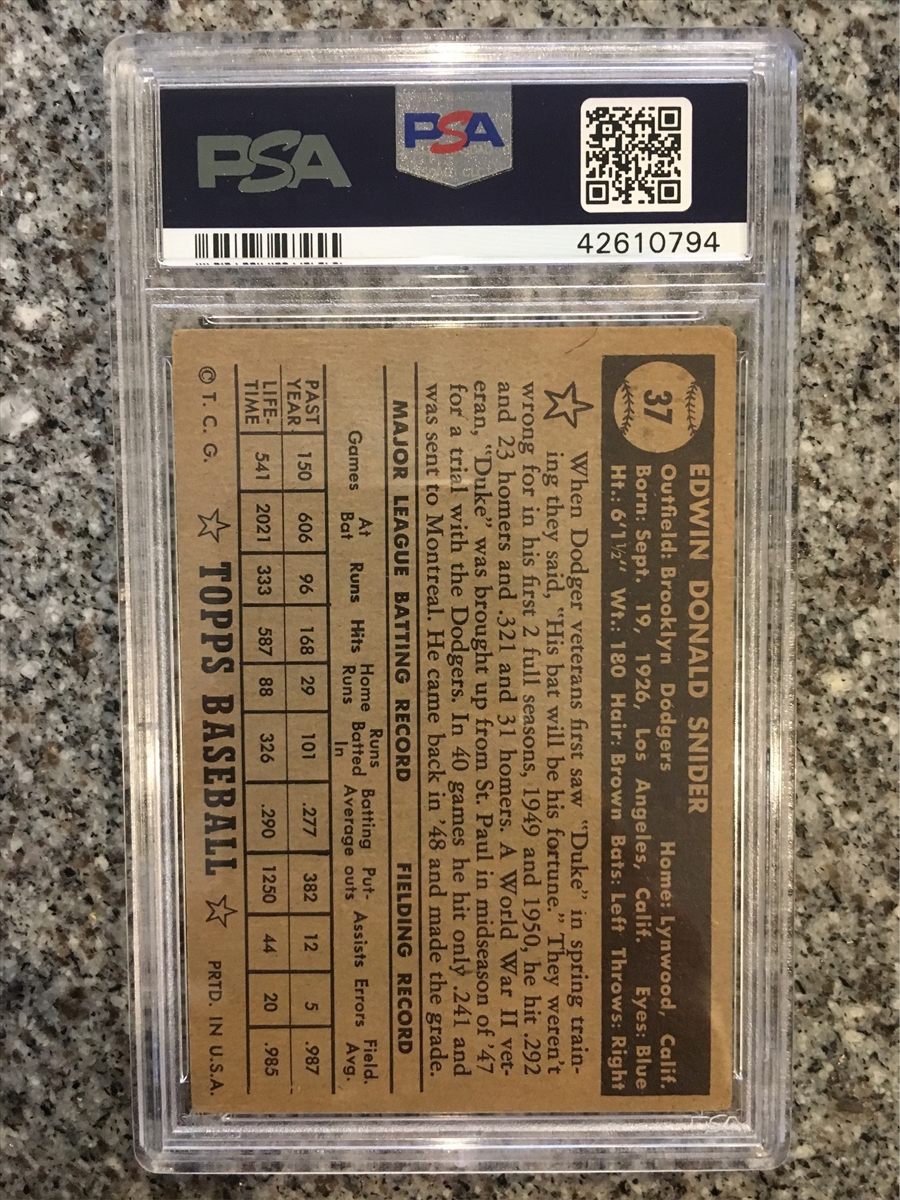 PSA
PSA
42610794
37
EDWIN DONALD SNIDER
Outfield: Brooklyn Dodgers Home: Lynwood, Calif.
Born: Sept. 19, 1926, Los Angeles, Calif. Eyes: Blue
Ht.: 6'1½" Wt.: 180 Hair: Brown Bats: Left Throws: Right
When Dodger veterans first saw "Duke" in spring train-
ing they said, "His bat will be his fortune." They weren't
wrong for in his first 2 full seasons, 1949 and 1950, he hit .292
and 23 homers and .321 and 31 homers. A World War II vet-
eran, "Duke" was brought up from St. Paul in midseason of '47
for a trial with the Dodgers. In 40 games he hit only .241 and
was sent to Montreal. He came back in '48 and made the grade.
MAJOR LEAGUE BATTING RECORD FIELDING RECORD
Games At Bat Runs Hits Home Runs Runs Batted In Batting Average Put-outs Assists Errors Field. Avg.
PAST YEAR 150 606 96 168 29 101 .277 382 12 5 .987
LIFE-TIME 541 2021 333 587 88 326 .290 1250 44 20 .985
© T. C. G. ☆ TOPPS BASEBALL ☆ PRTD. IN U.S.A.